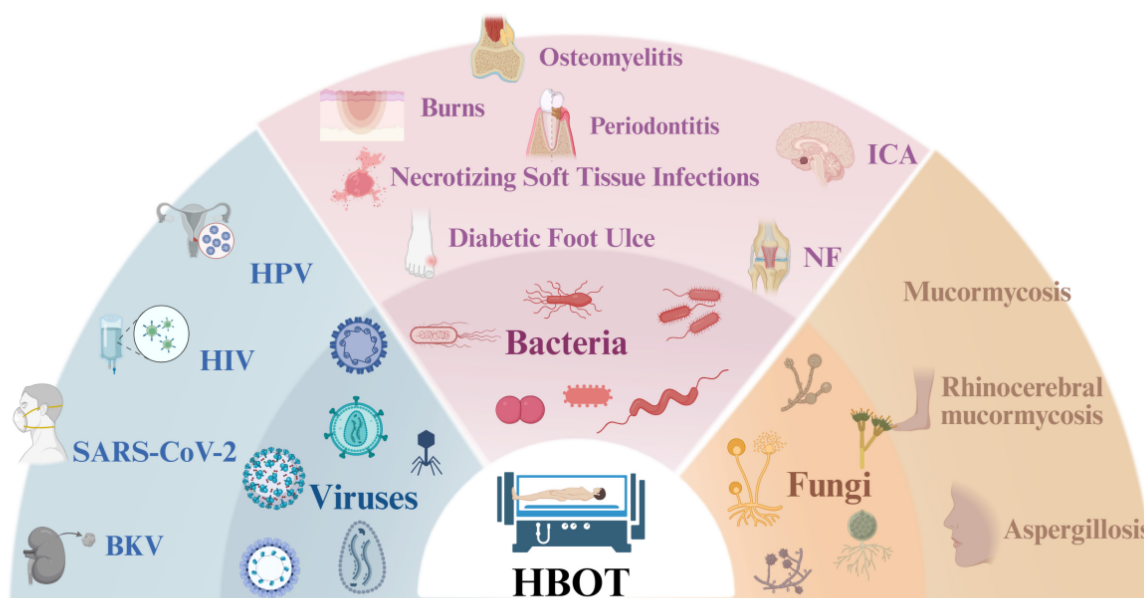 Osteomyelitis
Burns
Periodontitis
ICA
Necrotizing Soft Tissue Infections
Diabetic Foot Ulce
NF
HPV
HIV
SARS-CoV-2
BKV
Viruses
Bacteria
Fungi
Mucormycosis
Rhinocerebral
mucormycosis
Aspergillosis
HBOT